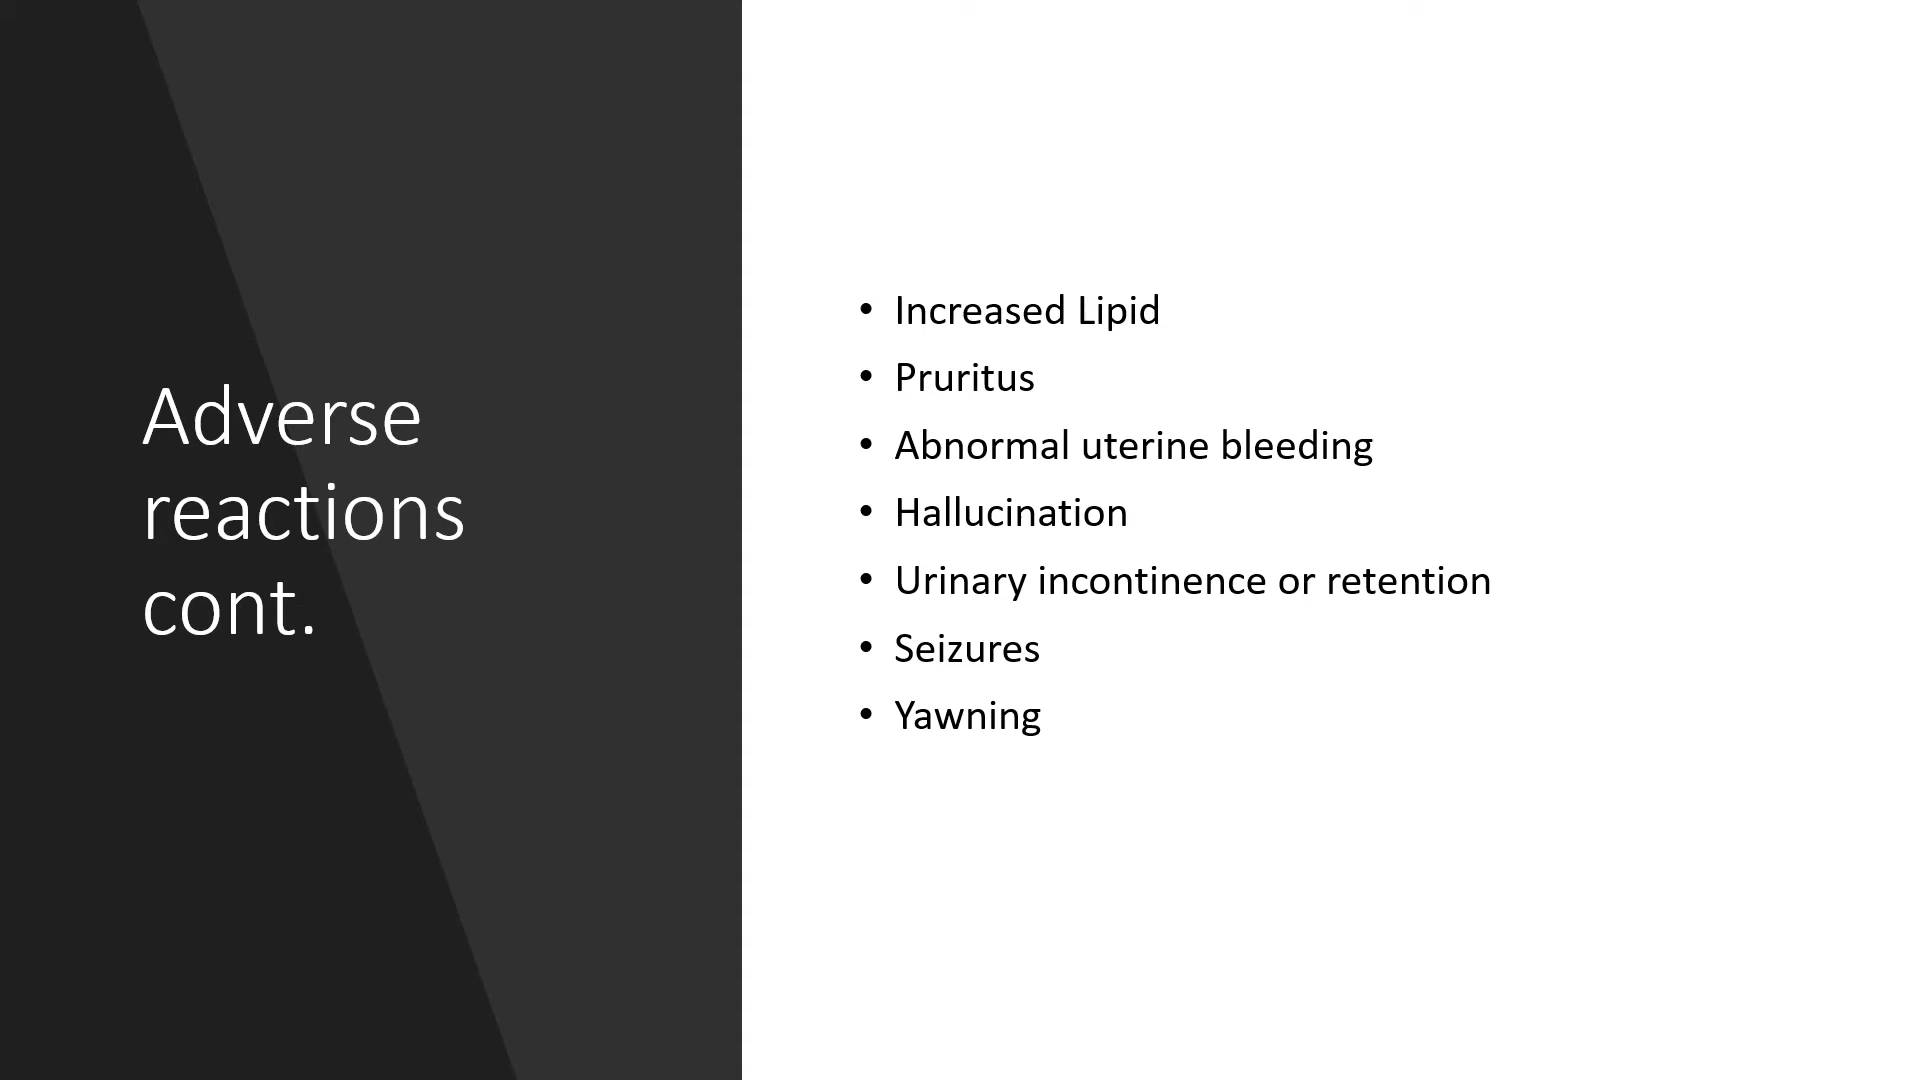 Adverse
reactions
cont.
• Increased Lipid
• Pruritus
• Abnormal uterine bleeding
• Hallucination
• Urinary incontinence or retention
• Seizures
• Yawning